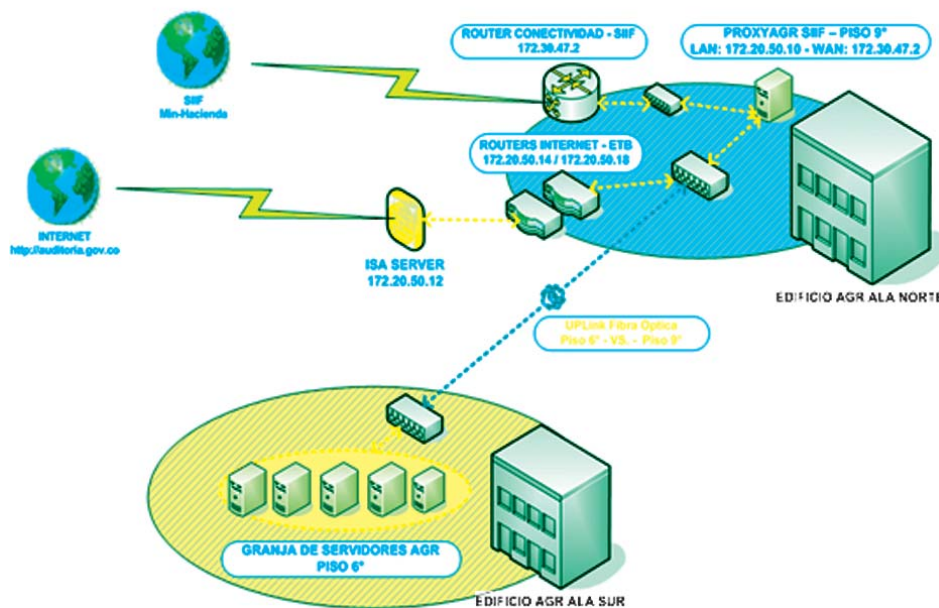 ROUTER CONECTIVIDAD - SIIF
172.30.47.2
PROXYAGR SIIF – PISO 9°
LAN: 172.20.50.10 - WAN: 172.30.47.2
SIIF
Min-Hacienda
ROUTERS INTERNET - ETB
172.20.50.14 / 172.20.50.18
INTERNET
http://auditoria.gov.co
ISA SERVER
172.20.50.12
EDIFICIO AGR ALA NORTE
UPLink Fibra Optica
Piso 6° - VS. - Piso 9°
GRANJA DE SERVIDORES AGR
PISO 6°
EDIFICIO AGR ALA SUR